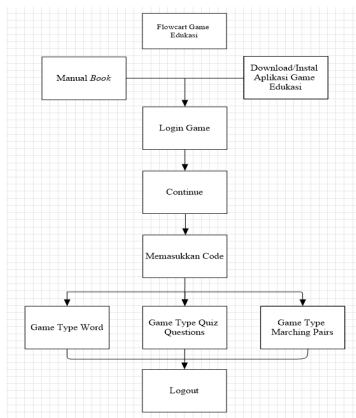 Flowcart Game
Edukasi
Manual Book
Download/Instal
Aplikasi Game
Edukasi
Login Game
Continue
Memasukkan Code
Game Type Word
Game Type Quiz
Questions
Game Type
Marching Pairs
Logout